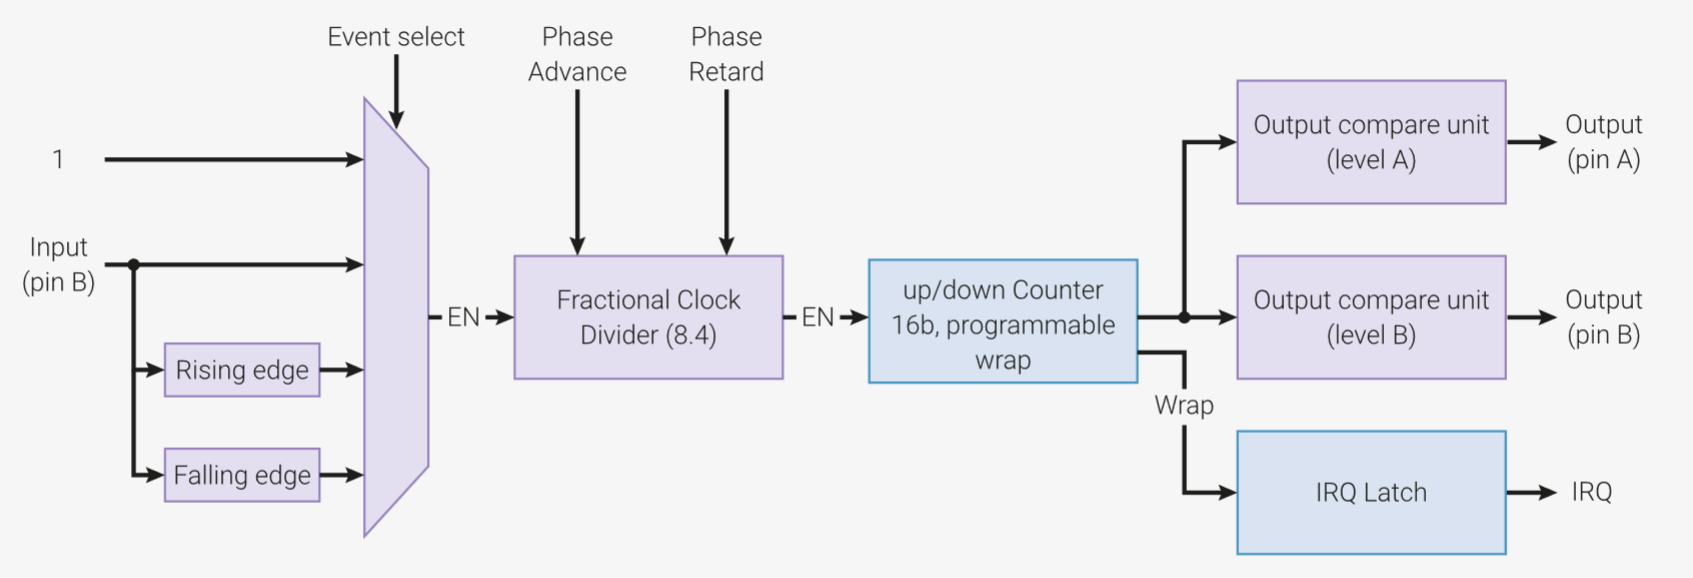 Event select
Phase
Advance
Phase
Retard
1
Input
(pin B)
Rising edge
Falling edge
EN
Fractional Clock
Divider (8.4)
EN
up/down Counter
16b, programmable
wrap
Wrap
Output compare unit
(level A)
Output
(pin A)
Output compare unit
(level B)
Output
(pin B)
IRQ Latch
IRQ